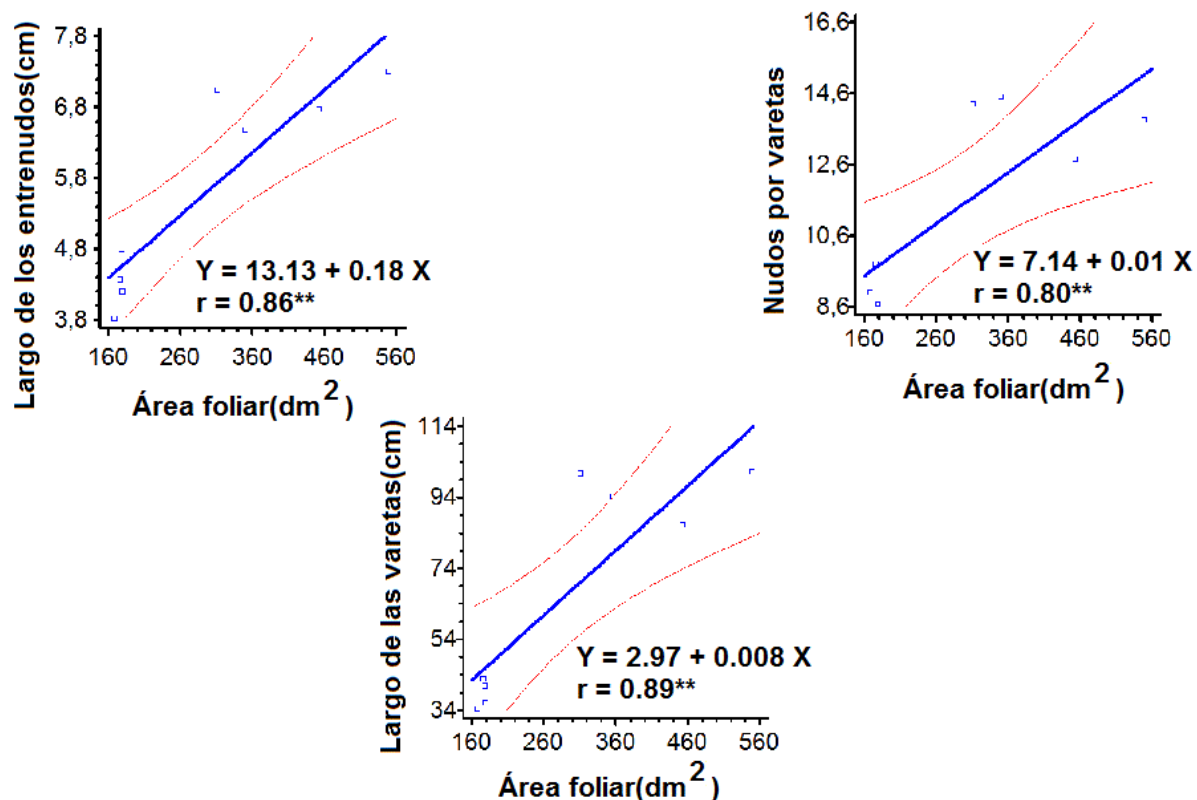 Largo de los entrenudos(cm)
7,8
6,8
5,8
4,8
3,8
Y = 13.13 + 0.18 X
r = 0.86**
160 260 360 460 560
Área foliar(dm2)
Nudos por varetas
16,6
14,6
12,6
10,6
8,6
Y = 7.14 + 0.01 X
r = 0.80**
160 260 360 460 560
Área foliar(dm2)
Largo de las varetas(cm)
114
94
74
54
34
Y = 2.97 + 0.008 X
r = 0.89**
160 260 360 460 560
Área foliar(dm2)